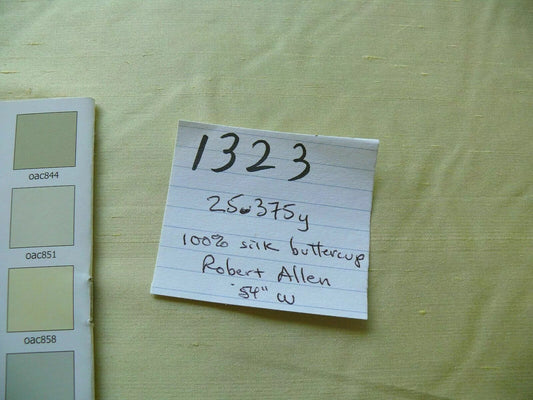 oac844
oac851
oac858
1323
25.375y
100% silk buttercup
Robert Allen
54" W